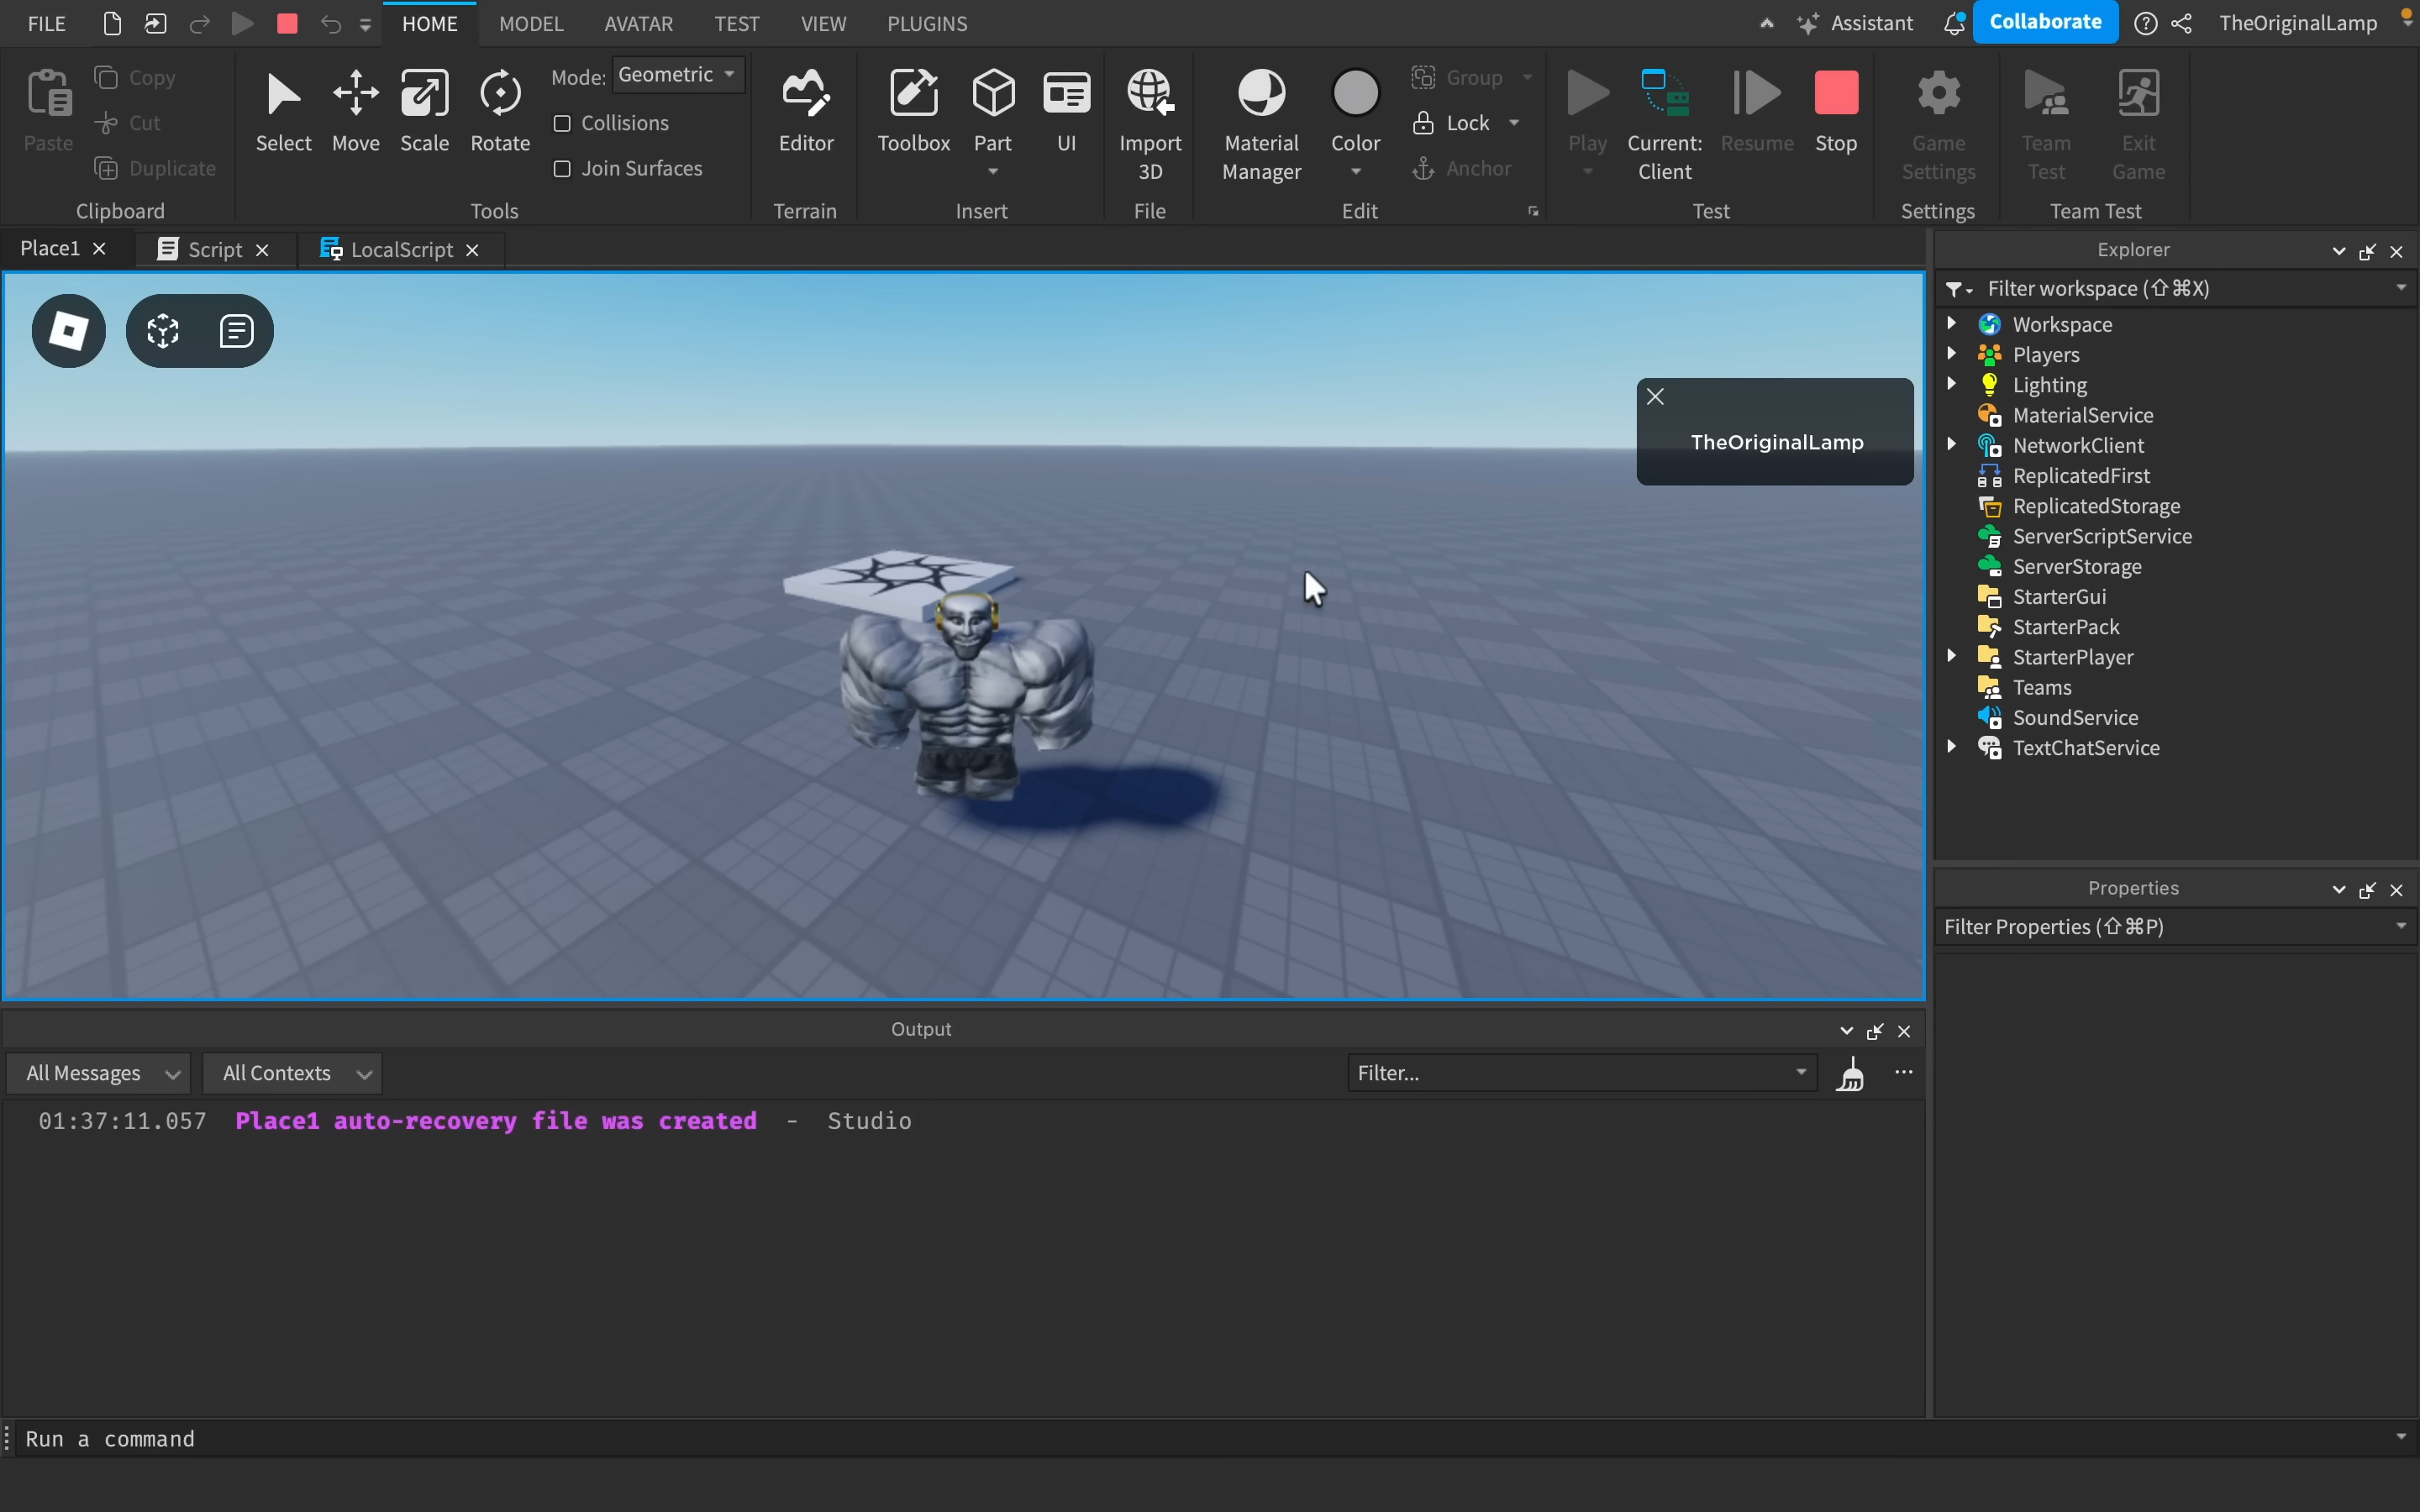 FILE HOME MODEL AVATAR TEST VIEW PLUGINS Assistant Collaborate TheOriginalLamp
Paste Copy Cut Duplicate
Clipboard
Select Move Scale Rotate
Mode: Geometric
Collisions
Join Surfaces
Tools
Editor
Terrain
Toolbox Part UI
Insert
Import
3D
File
Material
Manager
Color
Group
Lock
Anchor
Edit
Play
Current:
Client
Resume
Stop
Test
Game
Settings
Settings
Team
Test
Exit
Game
Team Test
Place1 Script LocalScript
TheOriginalLamp
Explorer
Filter workspace (⇧⌘X)
Workspace
Players
Lighting
MaterialService
NetworkClient
ReplicatedFirst
ReplicatedStorage
ServerScriptService
ServerStorage
StarterGui
StarterPack
StarterPlayer
Teams
SoundService
TextChatService
Properties
Filter Properties (⇧⌘P)
Output
All Messages All Contexts Filter... ...
01:37:11.057 Place1 auto-recovery file was created - Studio
Run a command